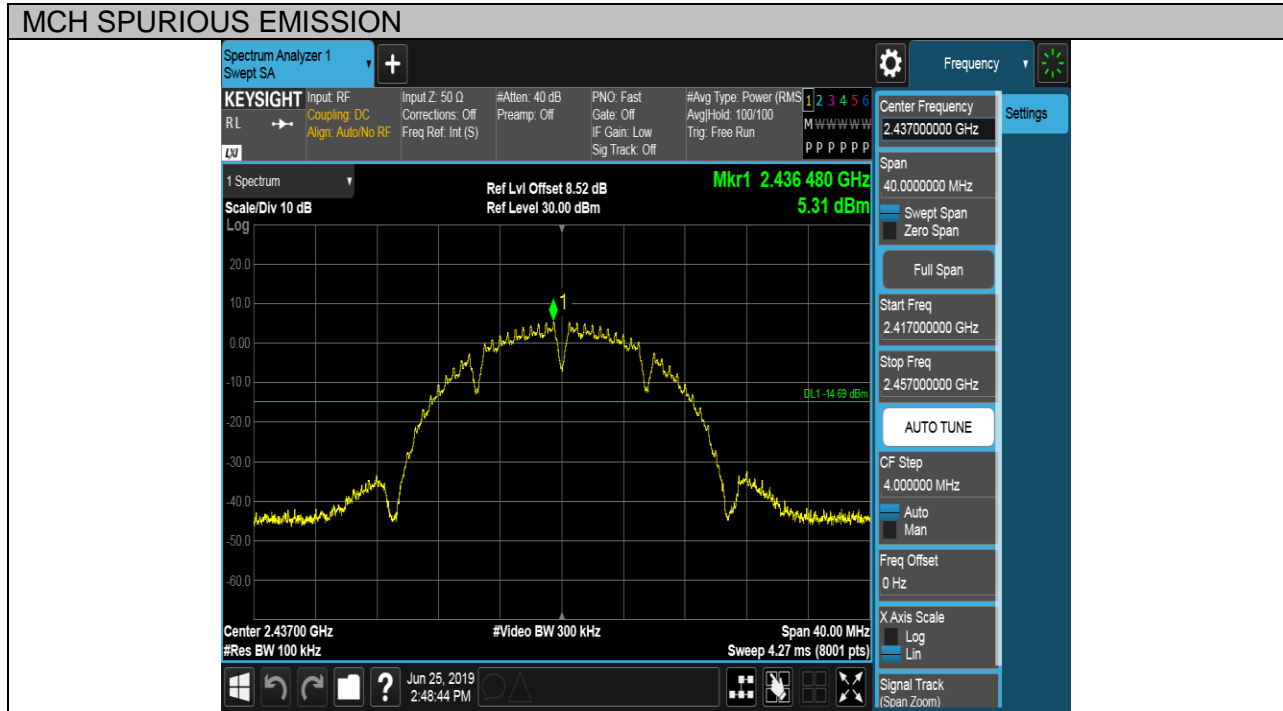 MCH SPURIOUS EMISSION
Spectrum Analyzer 1
Swept SA
+
Frequency
KEYSIGHT
RL
LXI
Input: RF
Coupling: DC
Align: Auto/No RF
Input Z: 50 Ω
Corrections: Off
Freq Ref: Int (S)
#Atten: 40 dB
Preamp: Off
PNO: Fast
Gate: Off
IF Gain: Low
Sig Track: Off
#Avg Type: Power (RMS
Avg|Hold: 100/100
Trig: Free Run
1 2 3 4 5 6
M W W W W W
P P P P P P
1 Spectrum
Scale/Div 10 dB
Ref Lvl Offset 8.52 dB
Ref Level 30.00 dBm
Mkr1 2.436 480 GHz
5.31 dBm
Log
20.0
10.0
0.00
-10.0
-20.0
-30.0
-40.0
-50.0
-60.0
1
DL1 -14.69 dBm
Center 2.43700 GHz
#Res BW 100 kHz
#Video BW 300 kHz
Span 40.00 MHz
Sweep 4.27 ms (8001 pts)
?
Jun 25, 2019
2:48:44 PM
Center Frequency
2.437000000 GHz
Settings
Span
40.0000000 MHz
Swept Span
Zero Span
Full Span
Start Freq
2.417000000 GHz
Stop Freq
2.457000000 GHz
AUTO TUNE
CF Step
4.000000 MHz
Auto
Man
Freq Offset
0 Hz
X Axis Scale
Log
Lin
Signal Track
(Span Zoom)